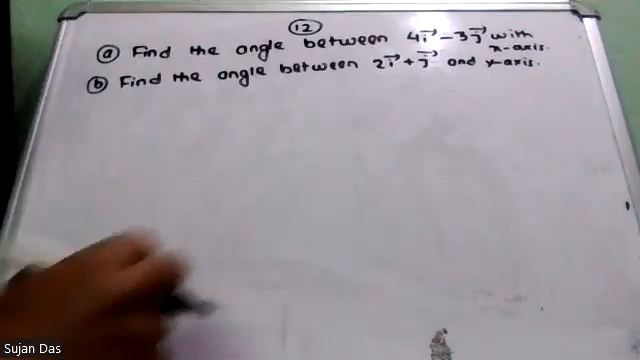 12
a Find the angle between 4i⃗ - 3j⃗ with x-axis.
b Find the angle between 2i⃗ + j⃗ and y-axis.
Sujan Das